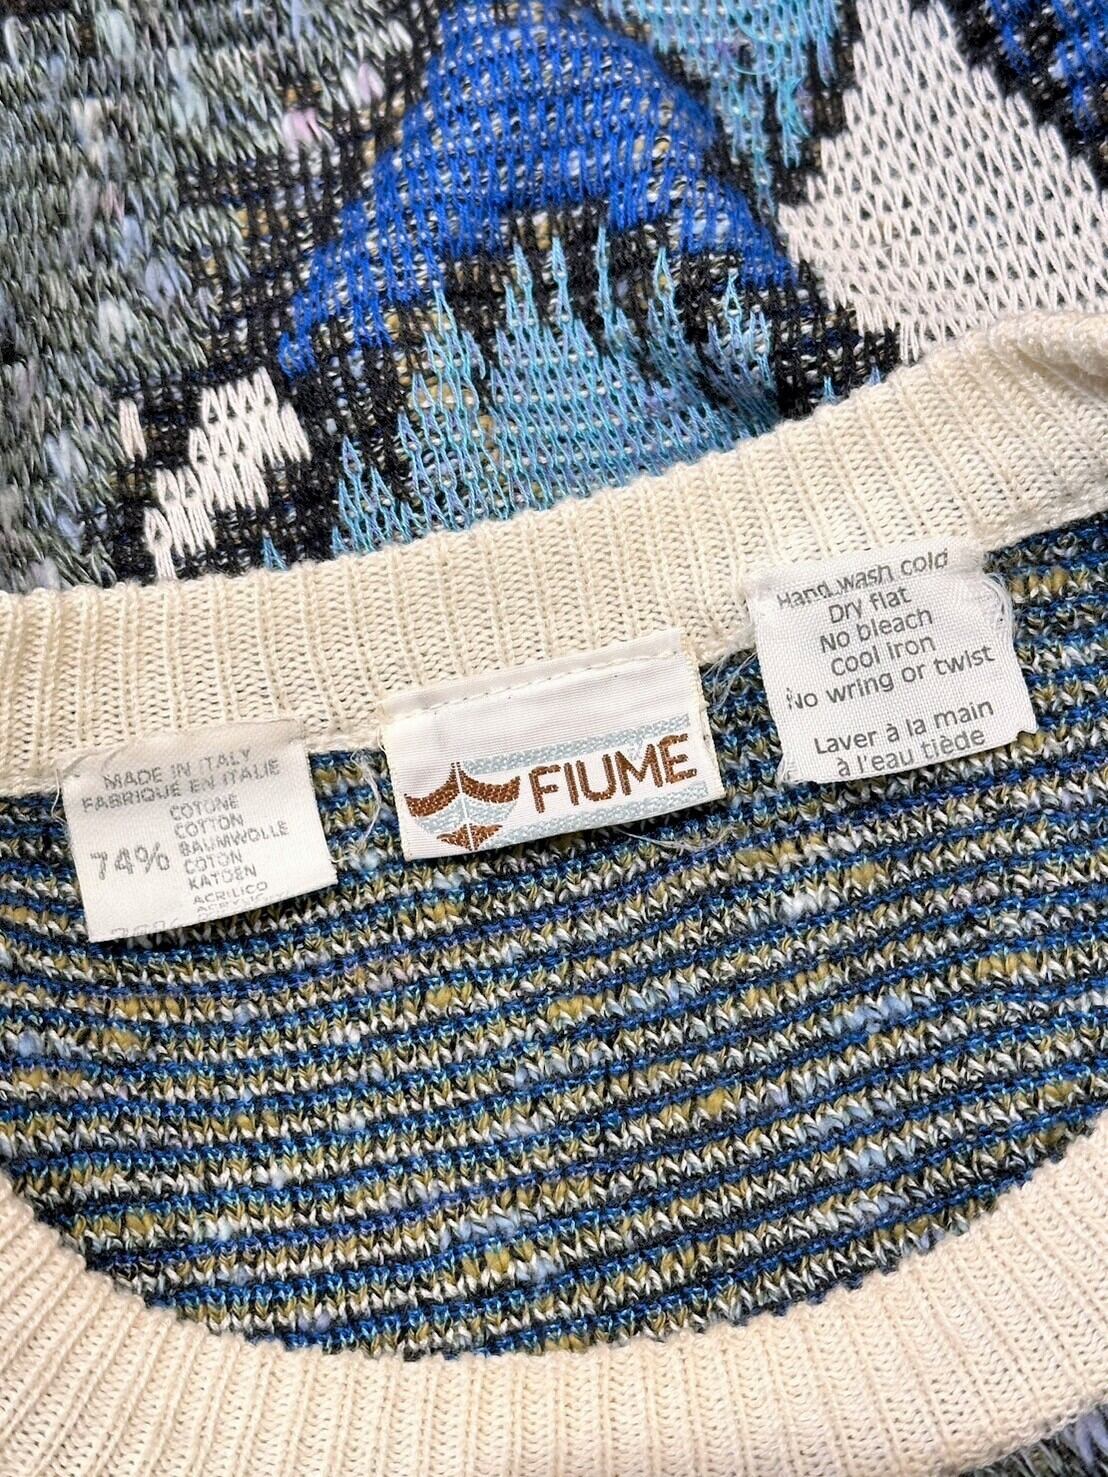 MADE IN ITALY
FABRIQUE EN ITALIE
74%
COTONE
COTTON
BAUMWOLLE
COTON
KATOEN
ACRILICO
FIUME
Hand wash cold
Dry flat
No bleach
Cool iron
No wring or twist
Laver à la main
à l'eau tiède